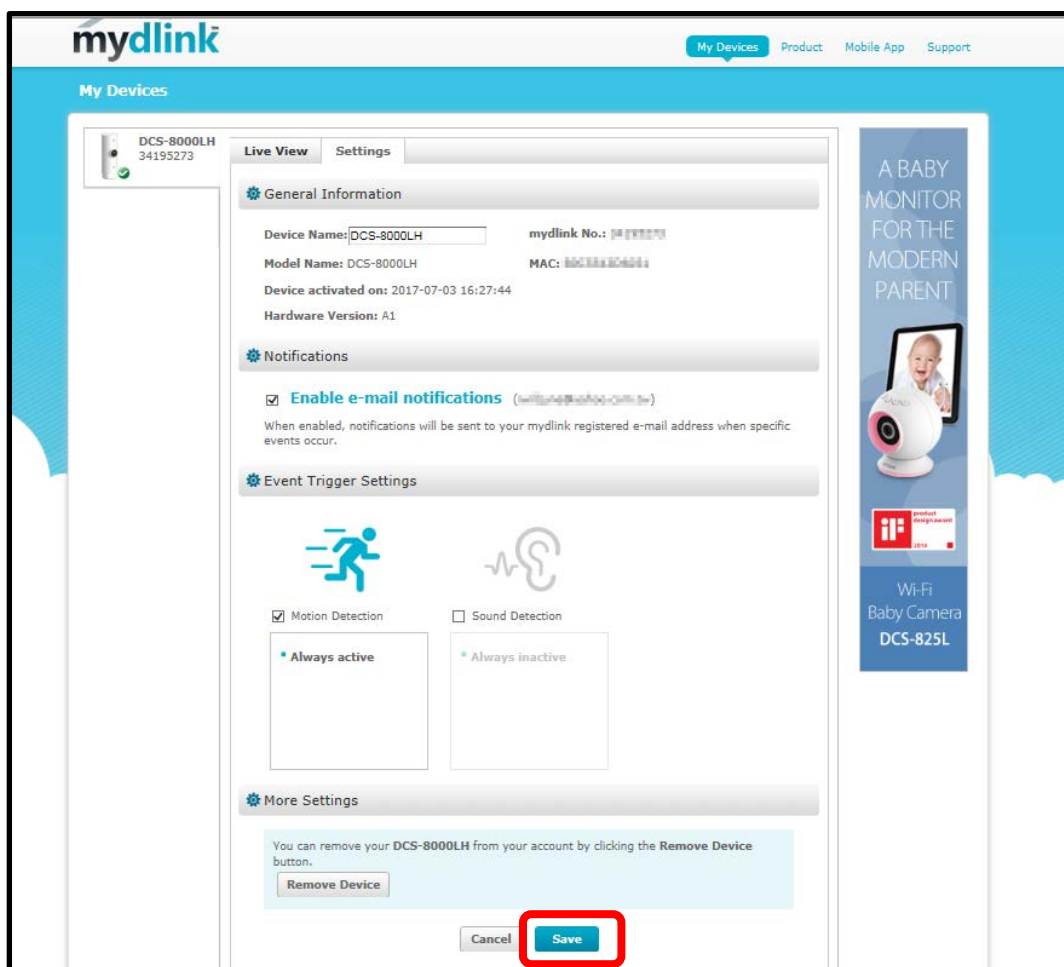 mydlink
My Devices Product Mobile App Support
My Devices
DCS-8000LH
34195273
Live View Settings
General Information
Device Name: DCS-8000LH mydlink No.:
Model Name: DCS-8000LH MAC:
Device activated on: 2017-07-03 16:27:44
Hardware Version: A1
Notifications
Enable e-mail notifications
When enabled, notifications will be sent to your mydlink registered e-mail address when specific
events occur.
Event Trigger Settings
Motion Detection Sound Detection
• Always active • Always inactive
More Settings
You can remove your DCS-8000LH from your account by clicking the Remove Device
button.
Remove Device
Cancel Save
A BABY
MONITOR
FOR THE
MODERN
PARENT
iF
product
design award
2014
Wi-Fi
Baby Camera
DCS-825L